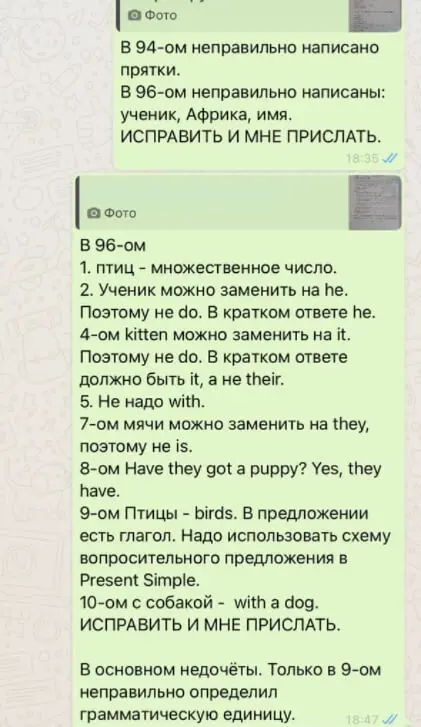 Фото
В 94-ом неправильно написано
прятки.
В 96-ом неправильно написаны:
ученик, Африка, имя.
ИСПРАВИТЬ И МНЕ ПРИСЛАТЬ.
18:35
Фото
В 96-ом
1. птиц - множественное число.
2. Ученик можно заменить на he.
Поэтому не do. В кратком ответе he.
4-ом kitten можно заменить на it.
Поэтому не do. В кратком ответе
должно быть it, а не their.
5. Не надо with.
7-ом мячи можно заменить на they,
поэтому не is.
8-ом Have they got a puppy? Yes, they
have.
9-ом Птицы - birds. В предложении
есть глагол. Надо использовать схему
вопросительного предложения в
Present Simple.
10-ом с собакой - with a dog.
ИСПРАВИТЬ И МНЕ ПРИСЛАТЬ.
В основном недочёты. Только в 9-ом
неправильно определил
грамматическую единицу.
18:47